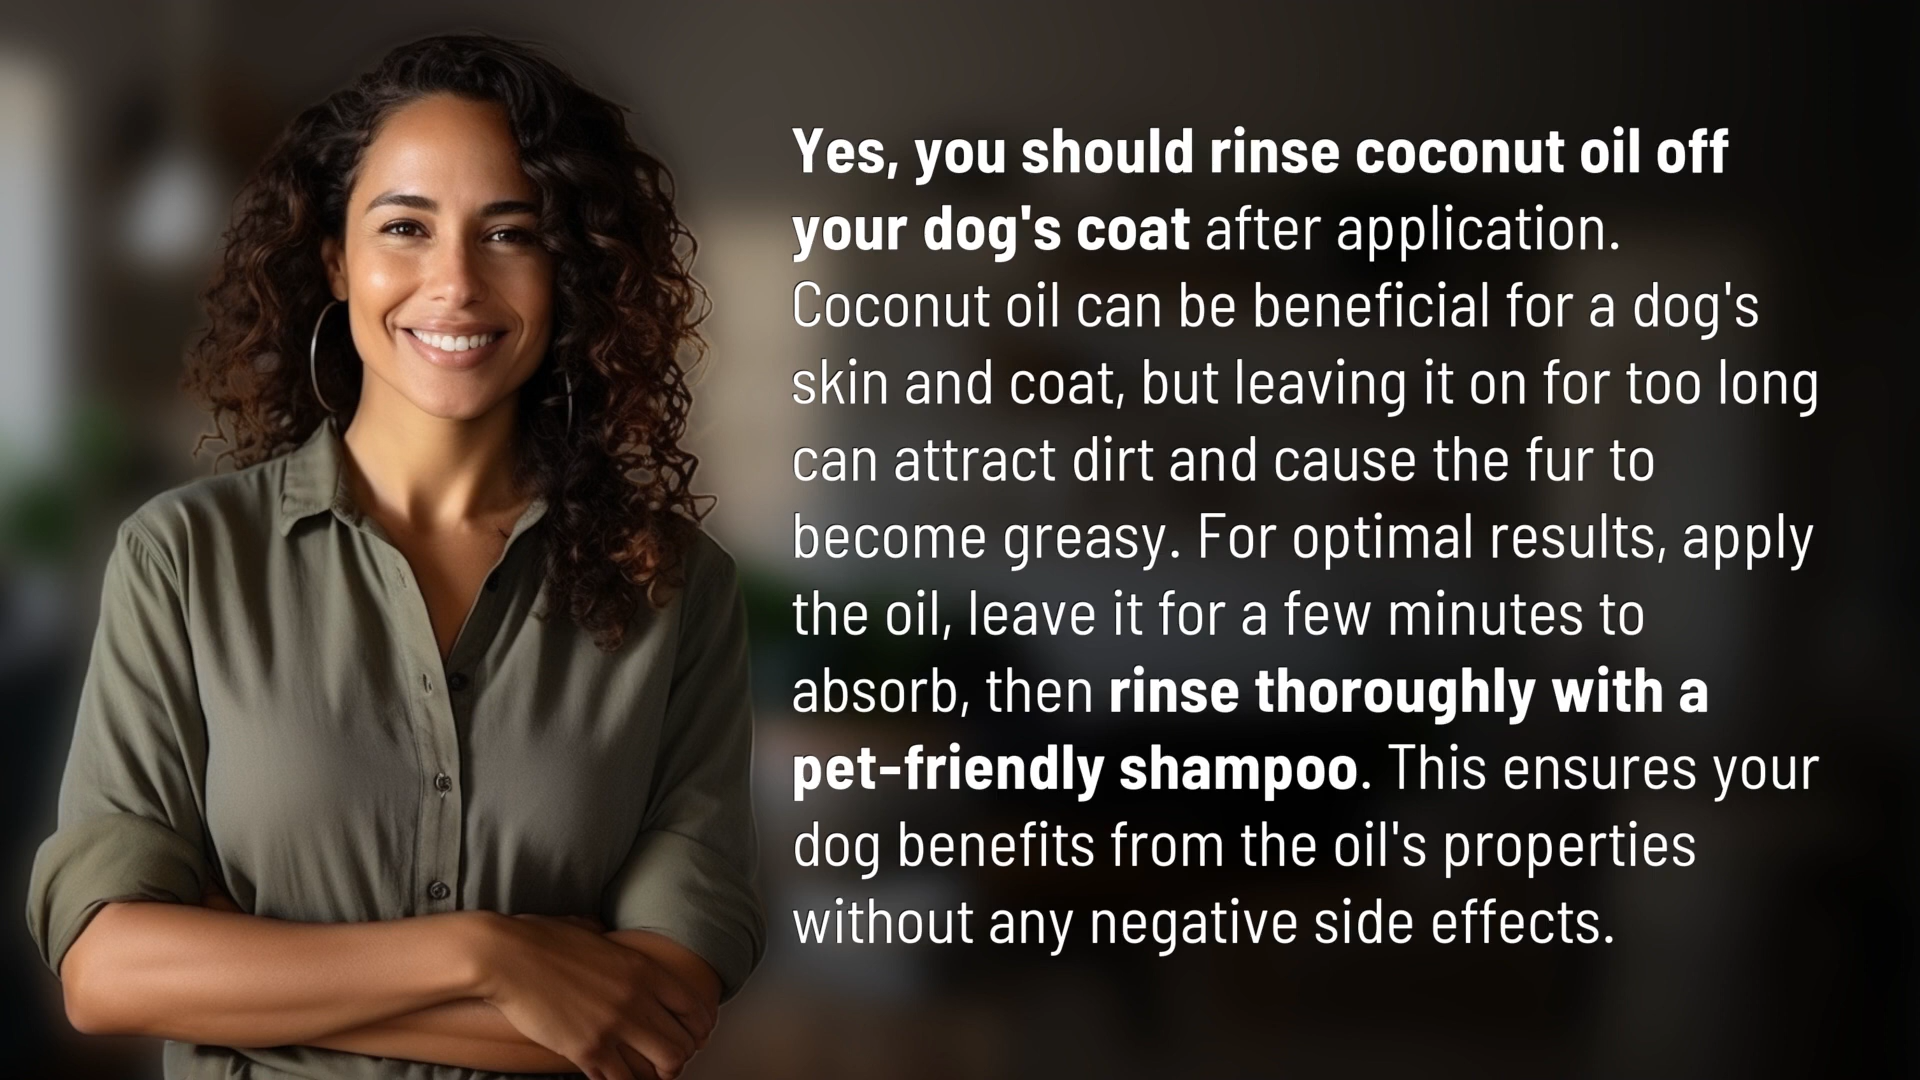 Yes, you should rinse coconut oil off
your dog's coat after application.
Coconut oil can be beneficial for a dog's
skin and coat, but leaving it on for too long
can attract dirt and cause the fur to
become greasy. For optimal results, apply
the oil, leave it for a few minutes to
absorb, then rinse thoroughly with a
pet-friendly shampoo. This ensures your
dog benefits from the oil's properties
without any negative side effects.